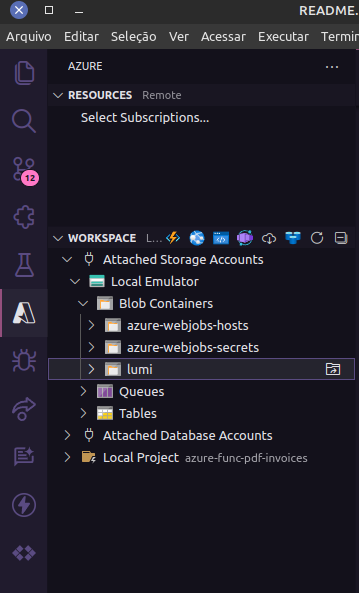 README.
Arquivo Editar Seleção Ver Acessar Executar Termin
AZURE
RESOURCES Remote
Select Subscriptions...
12
WORKSPACE L...
Attached Storage Accounts
Local Emulator
Blob Containers
azure-webjobs-hosts
azure-webjobs-secrets
lumi
Queues
Tables
Attached Database Accounts
Local Project azure-func-pdf-invoices